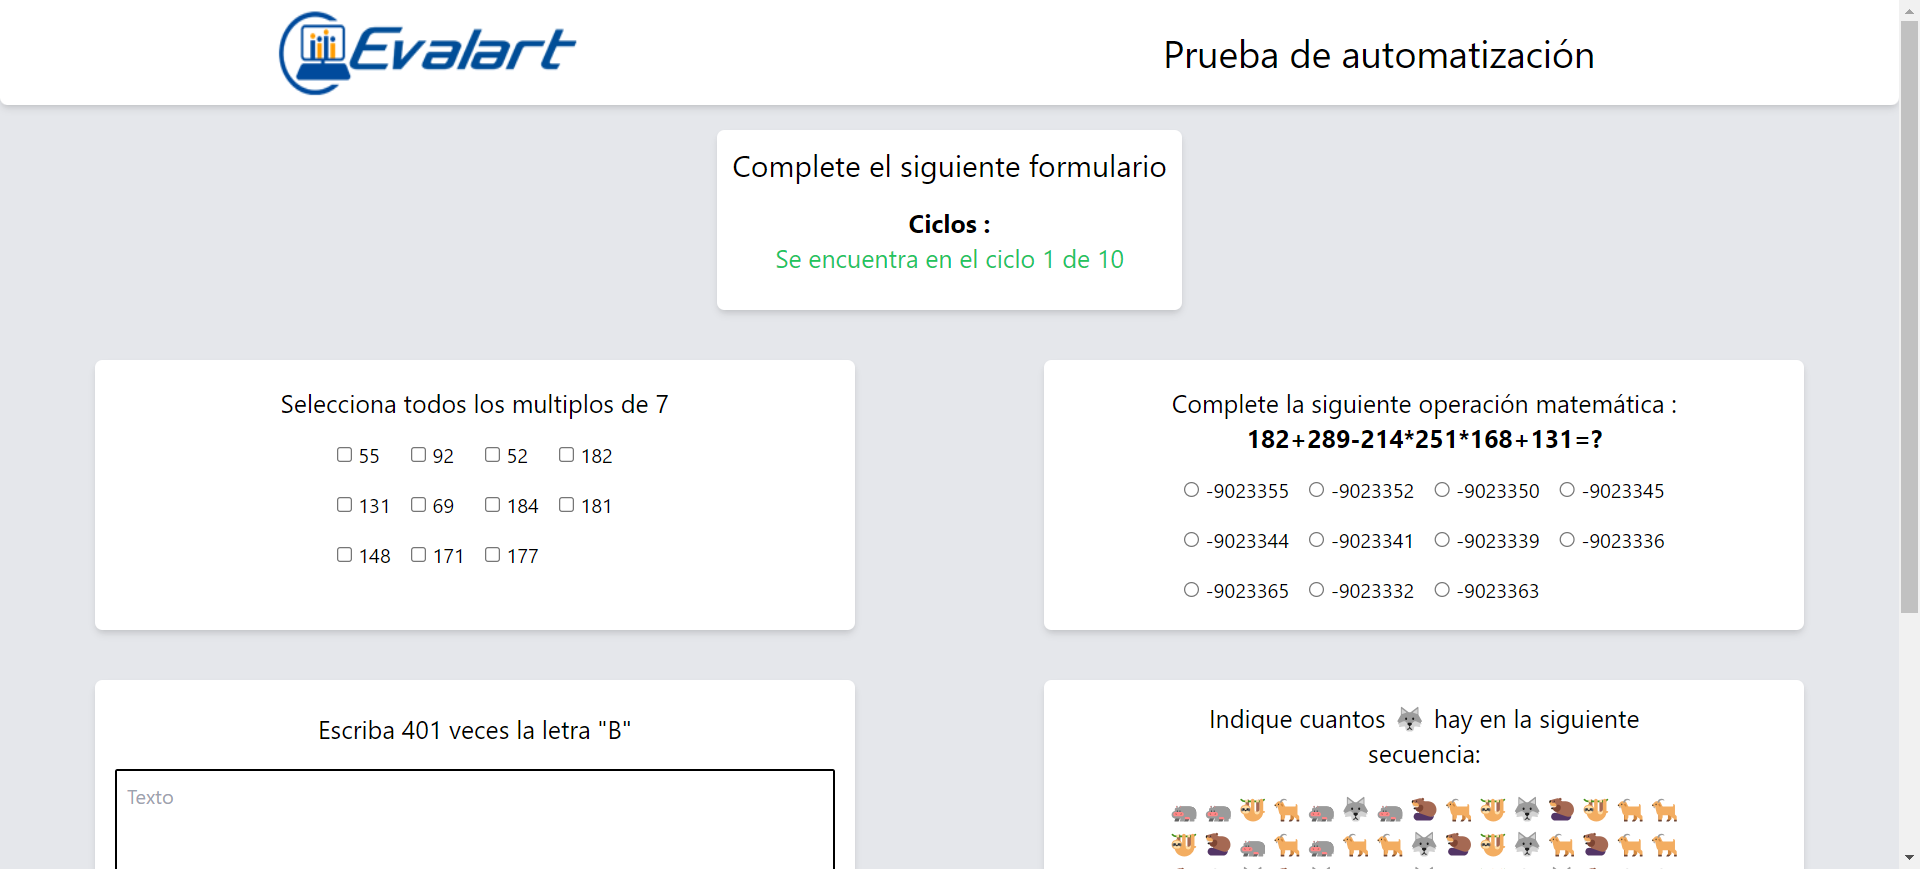 Evalart
Prueba de automatización
Complete el siguiente formulario
Ciclos :
Se encuentra en el ciclo 1 de 10
Selecciona todos los multiplos de 7
55 92 52 182
131 69 184 181
148 171 177
Complete la siguiente operación matemática :
182+289-214*251*168+131=?
-9023355 -9023352 -9023350 -9023345
-9023344 -9023341 -9023339 -9023336
-9023365 -9023332 -9023363
Escriba 401 veces la letra "B"
Texto
Indique cuantos 🐺 hay en la siguiente
secuencia: